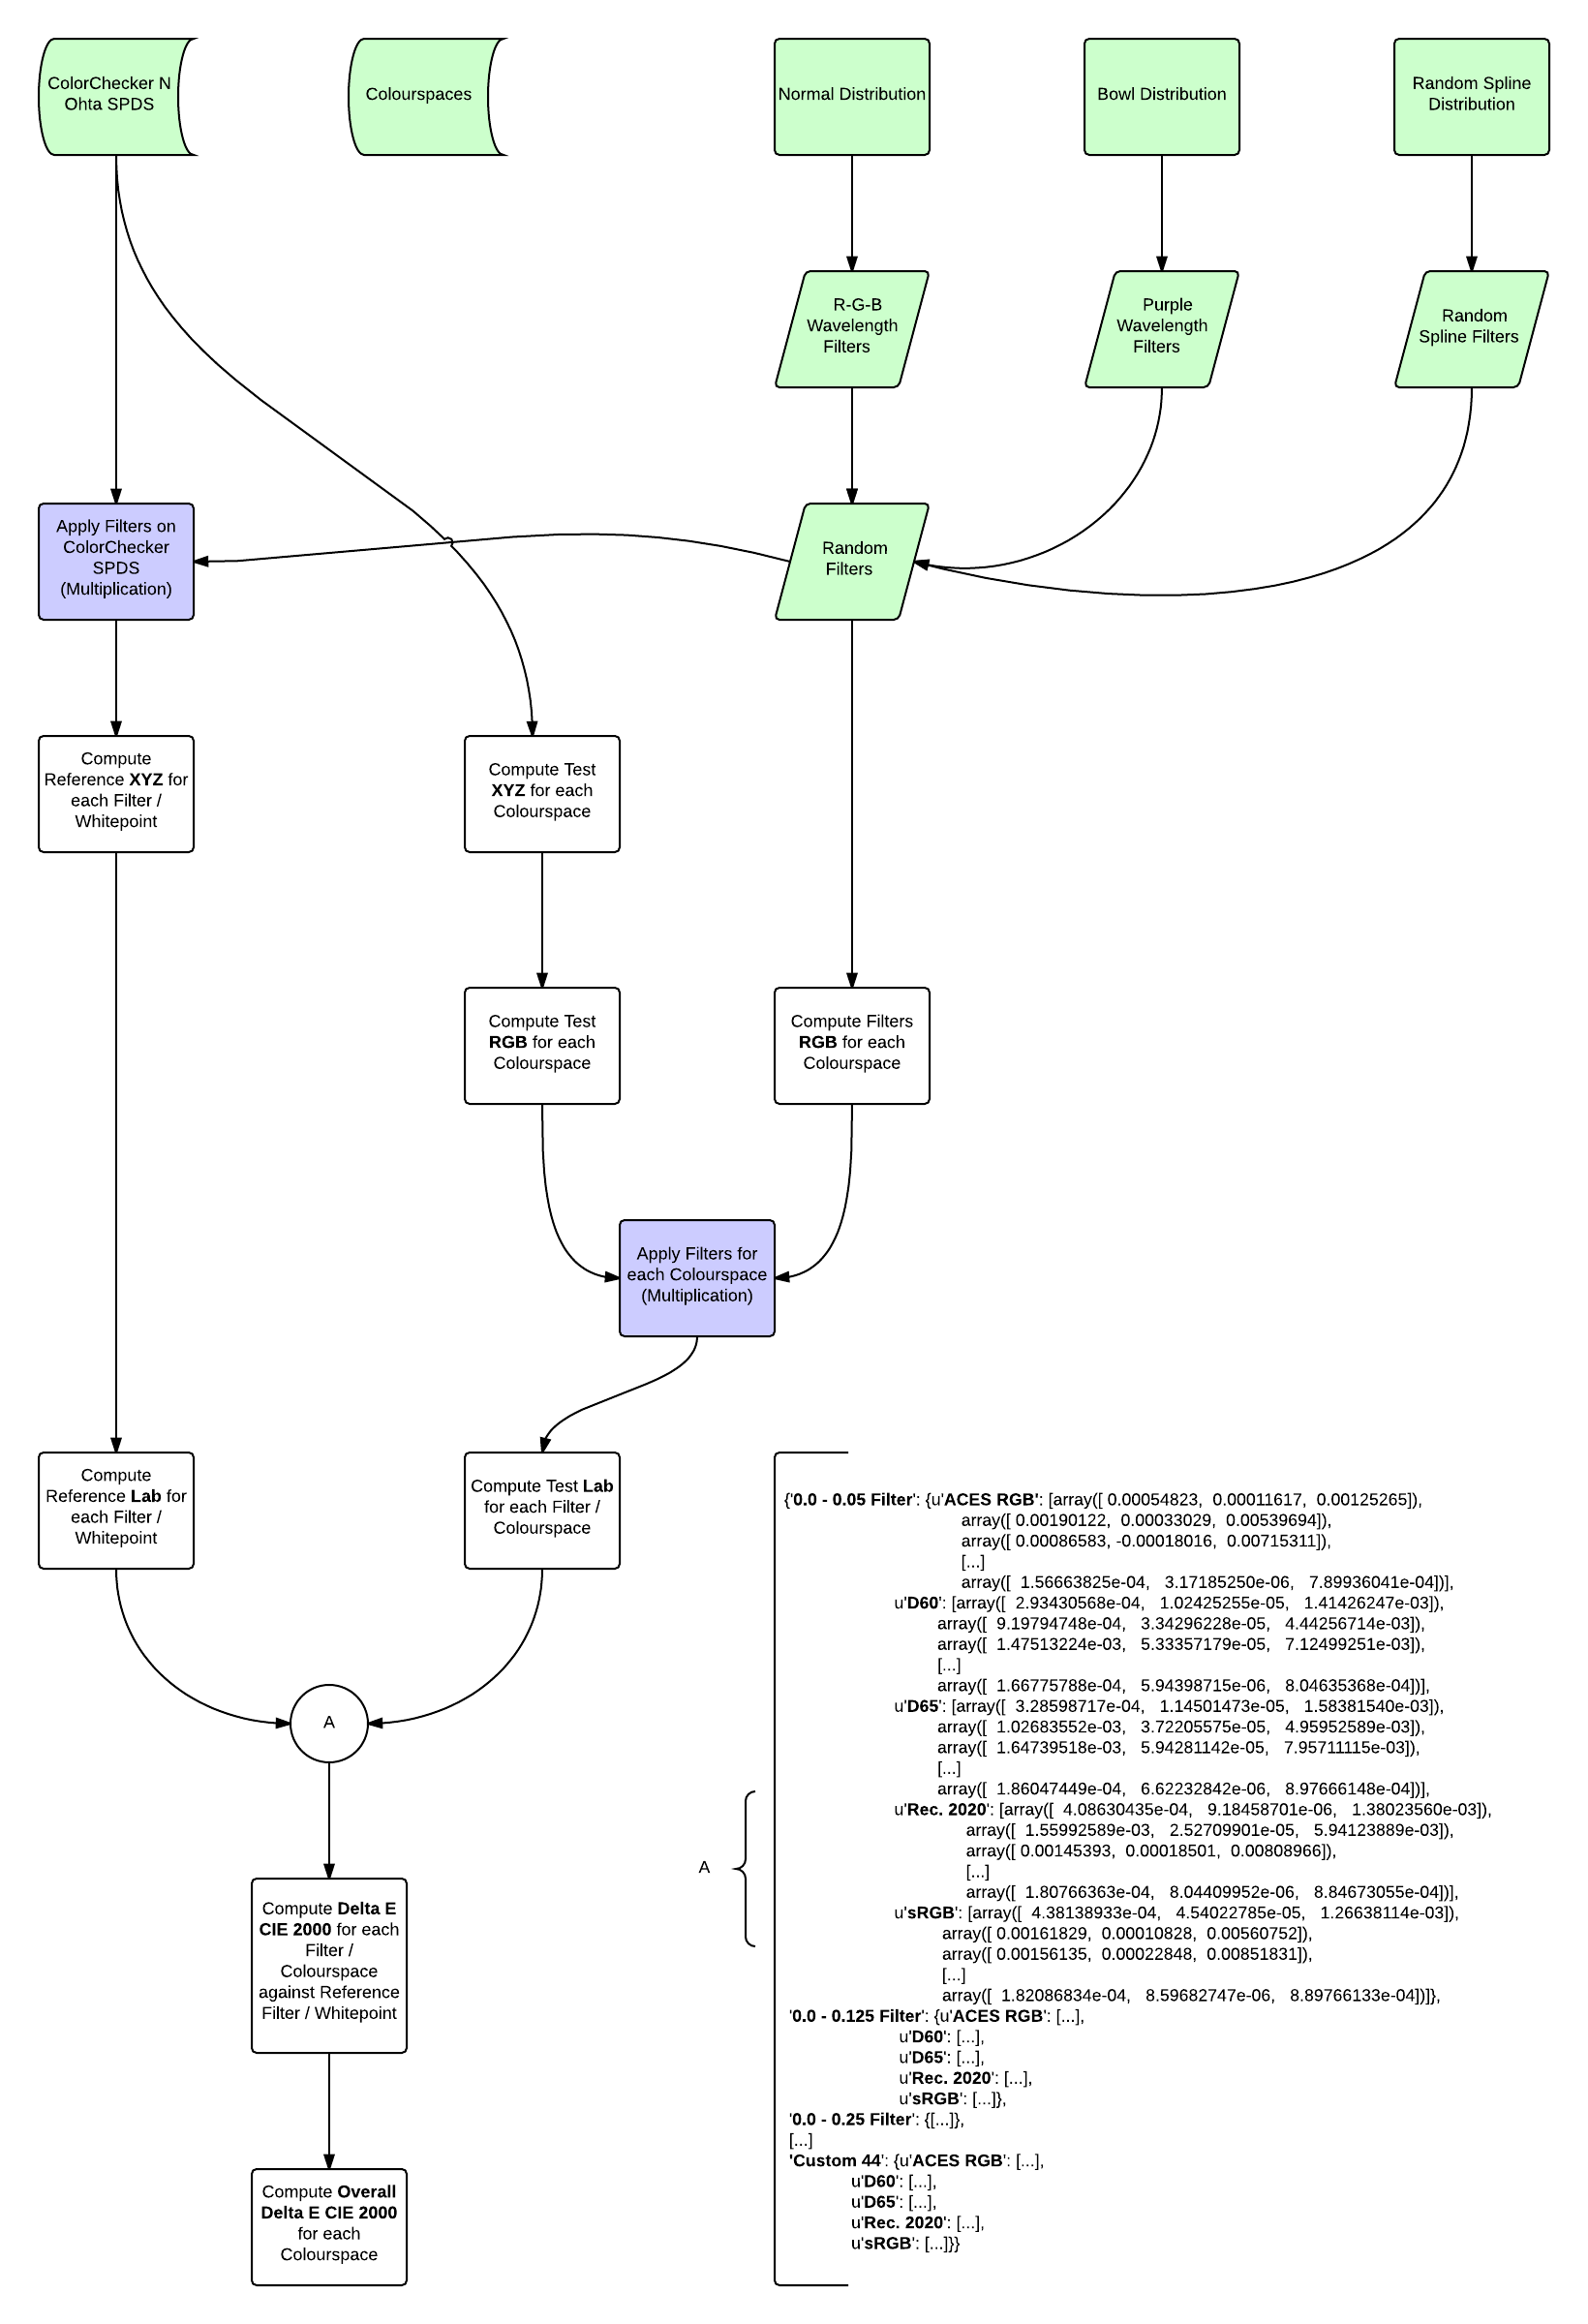 ColorChecker N
Ohta SPDS
Colourspaces
Normal Distribution
Bowl Distribution
Random Spline
Distribution
R-G-B
Wavelength
Filters
Purple
Wavelength
Filters
Random
Spline Filters
Apply Filters on
ColorChecker
SPDS
(Multiplication)
Random
Filters
Compute
Reference XYZ for
each Filter /
Whitepoint
Compute Test
XYZ for each
Colourspace
Compute Test
RGB for each
Colourspace
Compute Filters
RGB for each
Colourspace
Apply Filters for
each Colourspace
(Multiplication)
Compute
Reference Lab for
each Filter /
Whitepoint
Compute Test Lab
for each Filter /
Colourspace
A
Compute Delta E
CIE 2000 for each
Filter /
Colourspace
against Reference
Filter / Whitepoint
Compute Overall
Delta E CIE 2000
for each
Colourspace
A
{'0.0 - 0.05 Filter': {u'ACES RGB': [array([ 0.00054823,  0.00011617,  0.00125265]),
array([ 0.00190122,  0.00033029,  0.00539694]),
array([ 0.00086583, -0.00018016,  0.00715311]),
[...]
array([  1.56663825e-04,   3.17185250e-06,   7.89936041e-04])],
u'D60': [array([  2.93430568e-04,   1.02425255e-05,   1.41426247e-03]),
array([  9.19794748e-04,   3.34296228e-05,   4.44256714e-03]),
array([  1.47513224e-03,   5.33357179e-05,   7.12499251e-03]),
[...]
array([  1.66775788e-04,   5.94398715e-06,   8.04635368e-04])],
u'D65': [array([  3.28598717e-04,   1.14501473e-05,   1.58381540e-03]),
array([  1.02683552e-03,   3.72205575e-05,   4.95952589e-03]),
array([  1.64739518e-03,   5.94281142e-05,   7.95711115e-03]),
[...]
array([  1.86047449e-04,   6.62232842e-06,   8.97666148e-04])],
u'Rec. 2020': [array([  4.08630435e-04,   9.18458701e-06,   1.38023560e-03]),
array([  1.55992589e-03,   2.52709901e-05,   5.94123889e-03]),
array([ 0.00145393,  0.00018501,  0.00808966]),
[...]
array([  1.80766363e-04,   8.04409952e-06,   8.84673055e-04])],
u'sRGB': [array([  4.38138933e-04,   4.54022785e-05,   1.26638114e-03]),
array([ 0.00161829,  0.00010828,  0.00560752]),
array([ 0.00156135,  0.00022848,  0.00851831]),
[...]
array([  1.82086834e-04,   8.59682747e-06,   8.89766133e-04])]},
'0.0 - 0.125 Filter': {u'ACES RGB': [...],
u'D60': [...],
u'D65': [...],
u'Rec. 2020': [...],
u'sRGB': [...]},
'0.0 - 0.25 Filter': {[...]},
[...]
'Custom 44': {u'ACES RGB': [...],
u'D60': [...],
u'D65': [...],
u'Rec. 2020': [...],
u'sRGB': [...]}}